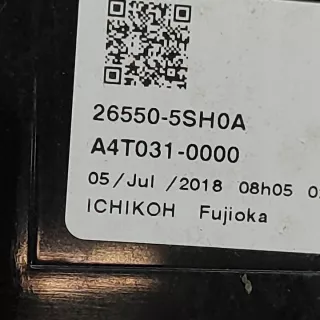 26550-5SH0A
A4T031-0000
05/Jul /2018 08h05
ICHIKOH Fujioka